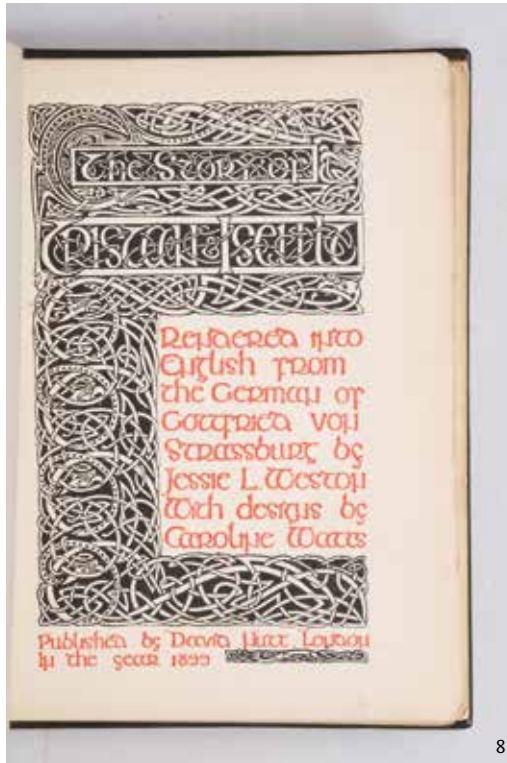 The Story of
Tristan & Iseult
Rendered into
English from
the German of
Gottfried von
Strassburg by
Jessie L. Weston
With designs by
Caroline Watts
Published by David Nutt London
In the year 1899
8